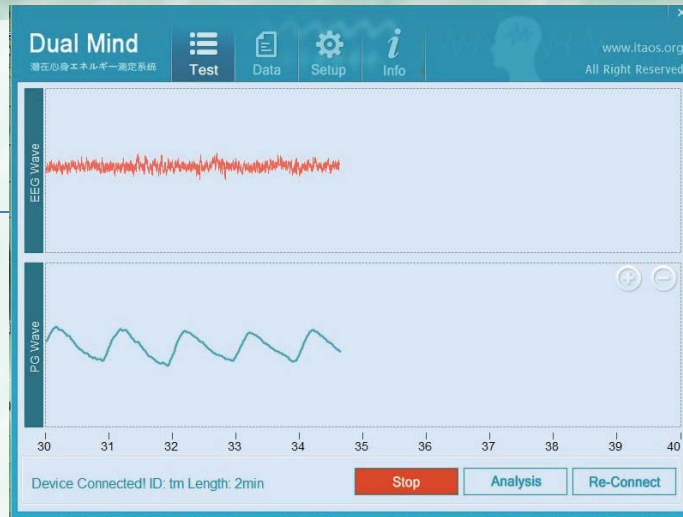 Dual Mind
潜在心身エネルギー測定系統
Test
Data
Setup
Info
www.itaos.org
All Right Reserved
EEG Wave
PG Wave
30 31 32 33 34 35 36 37 38 39 40
Device Connected! ID: tm Length: 2min
Stop
Analysis
Re-Connect